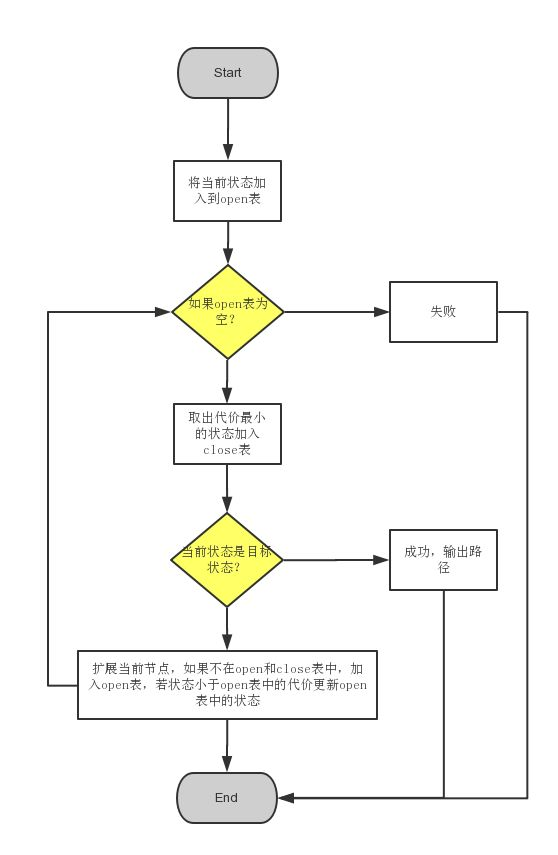 Start
将当前状态加
入到open表
如果open表为
空？
失败
取出代价最小
的状态加入
close表
当前状态是目标
状态？
成功，输出路
径
扩展当前节点，如果不在open和close表中，加
入open表，若状态小于open表中的代价更新open
表中的状态
End